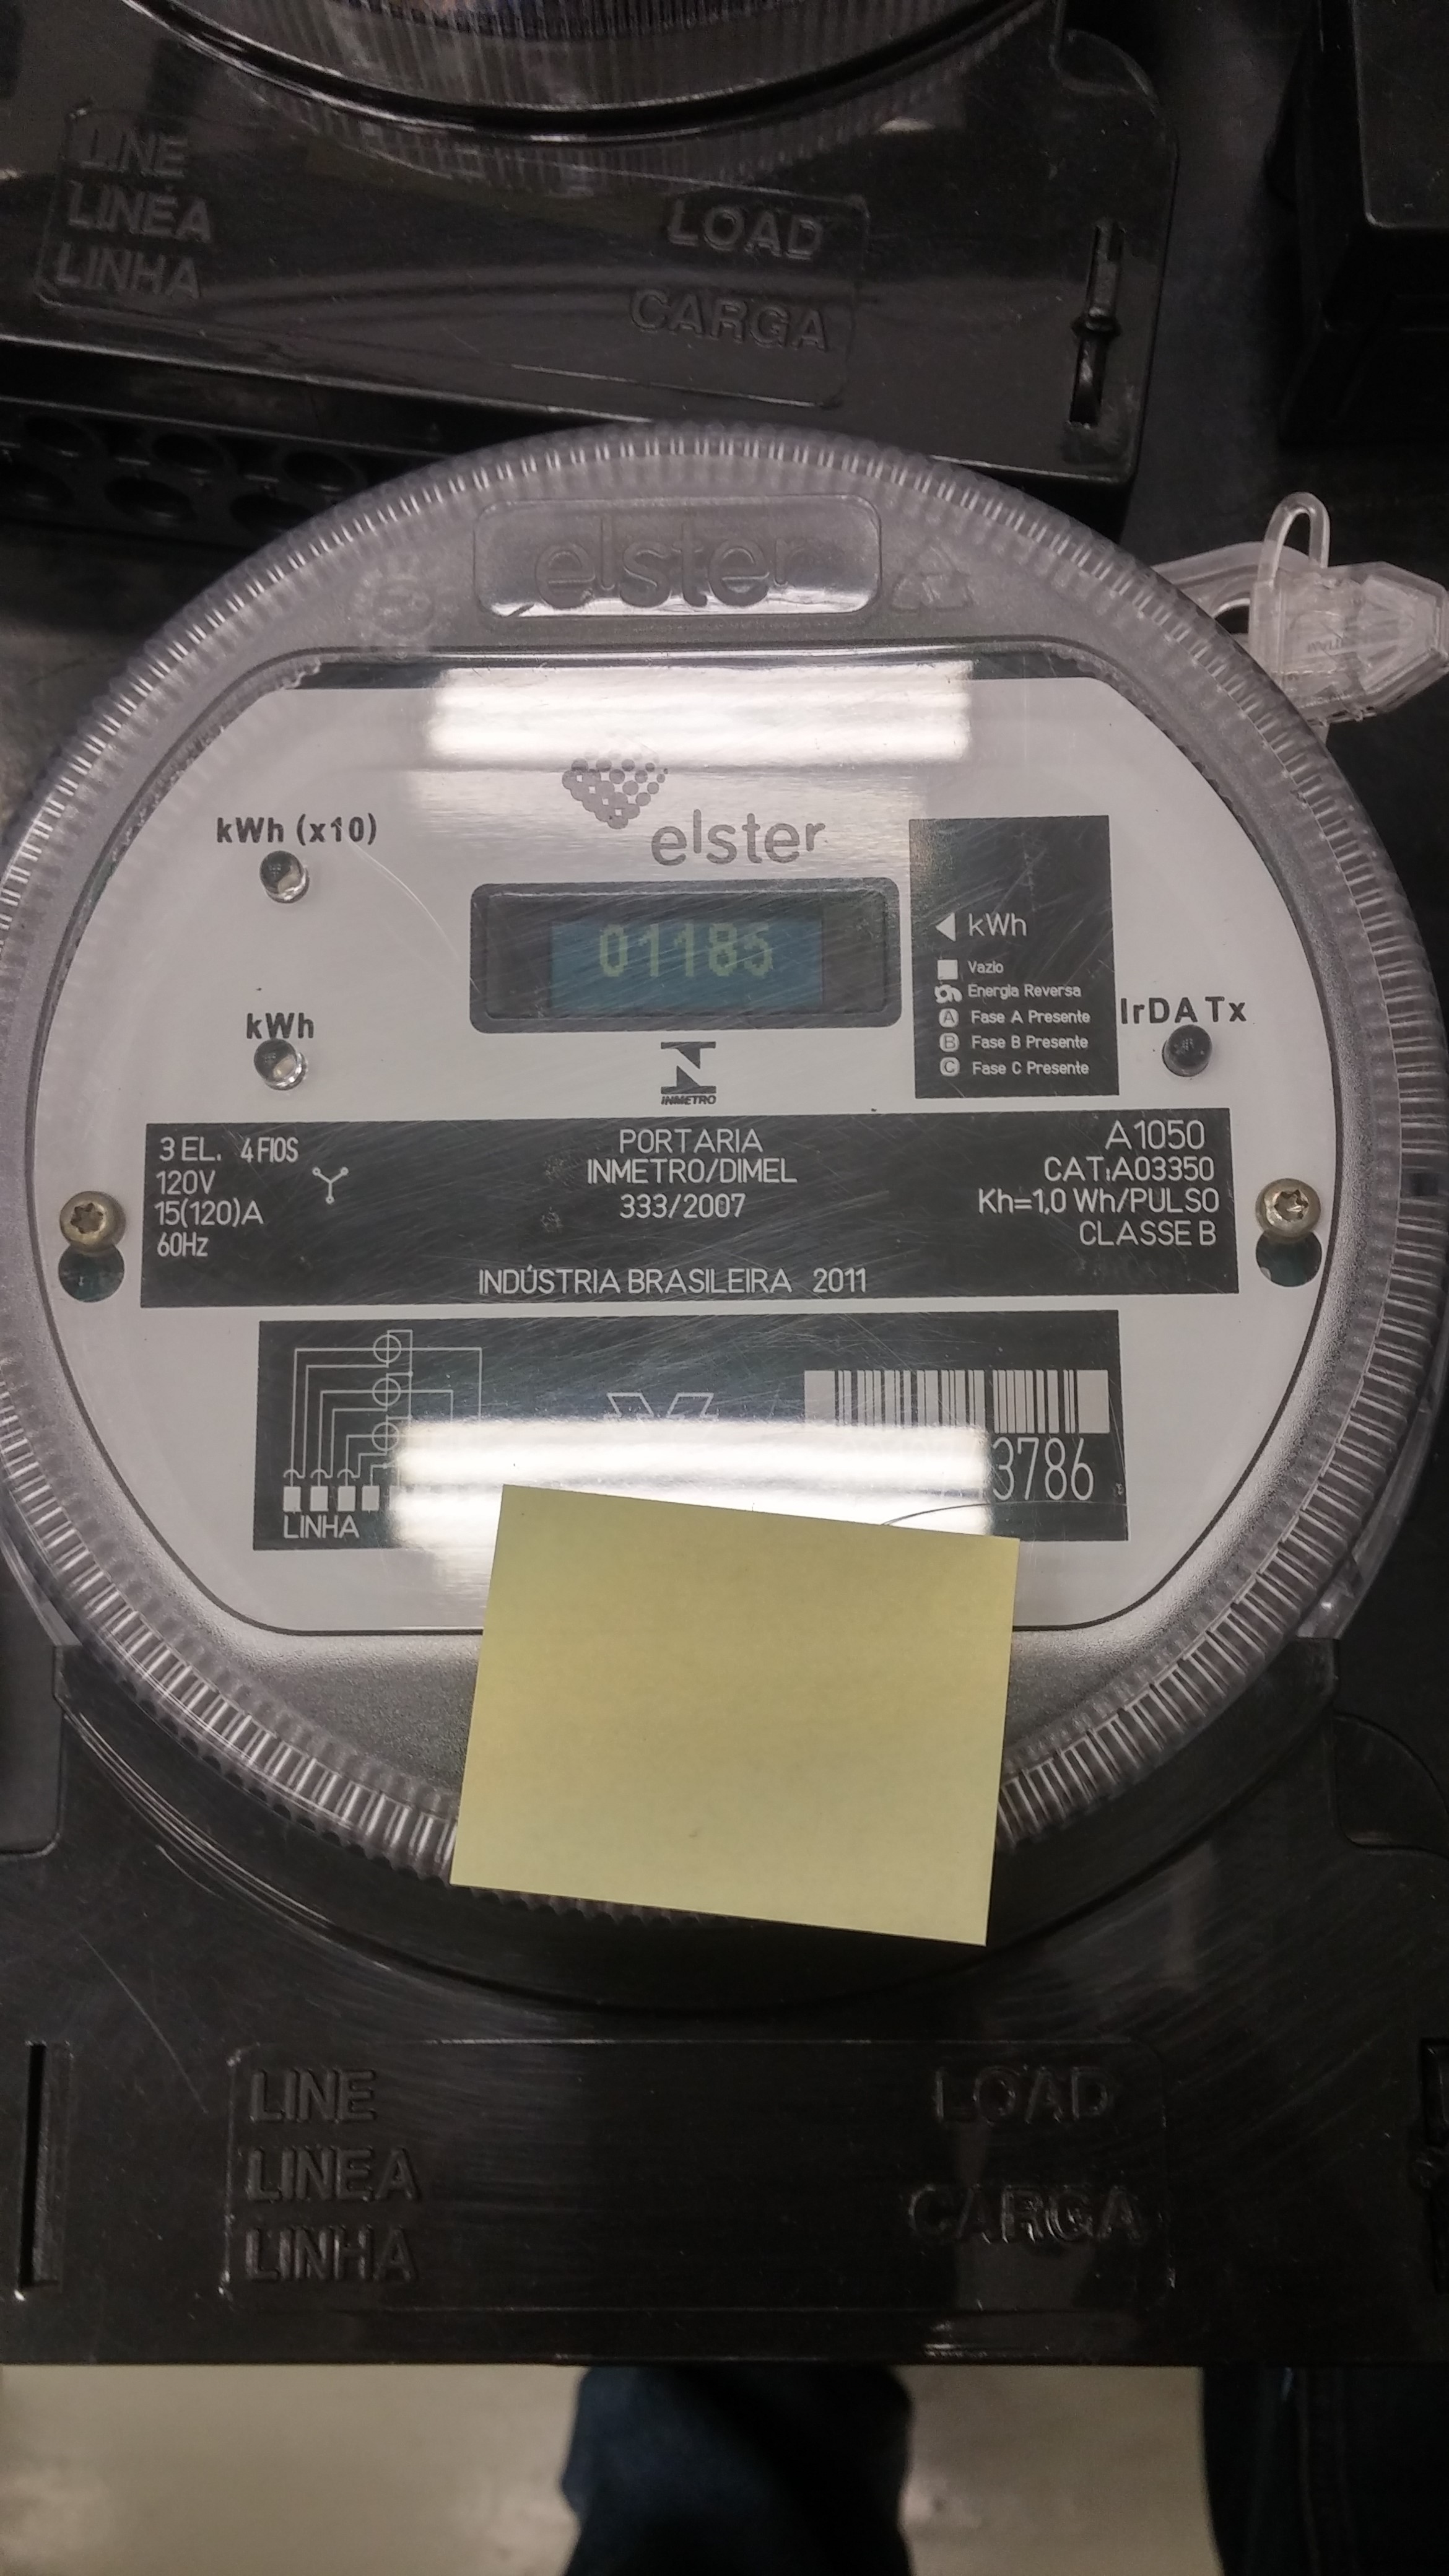 LINE
LINEA
LINHA
LOAD
CARGA
elster
elster
kWh (x10)
kWh
◀ kWh
Vazio
Energia Reversa
A Fase A Presente
B Fase B Presente
C Fase C Presente
IrDA Tx
INMETRO
3 EL. 4 FIOS
120V
15(120)A
60Hz
PORTARIA
INMETRO/DIMEL
333/2007
A1050
CAT.A03350
Kh=1,0 Wh/PULSO
CLASSE B
INDÚSTRIA BRASILEIRA 2011
3786
LINHA
LINE
LINEA
LINHA
LOAD
CARGA